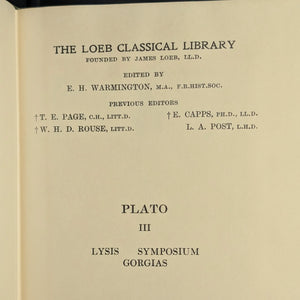 THE LOEB CLASSICAL LIBRARY
FOUNDED BY JAMES LOEB, LL.D.
EDITED BY
E. H. WARMINGTON, M.A., F.R.HIST.SOC.
PREVIOUS EDITORS
†T. E. PAGE, C.H., LITT.D. †E. CAPPS, PH.D., LL.D.
†W. H. D. ROUSE, LITT.D. L. A. POST, L.H.D.
PLATO
III
LYSIS SYMPOSIUM
GORGIAS